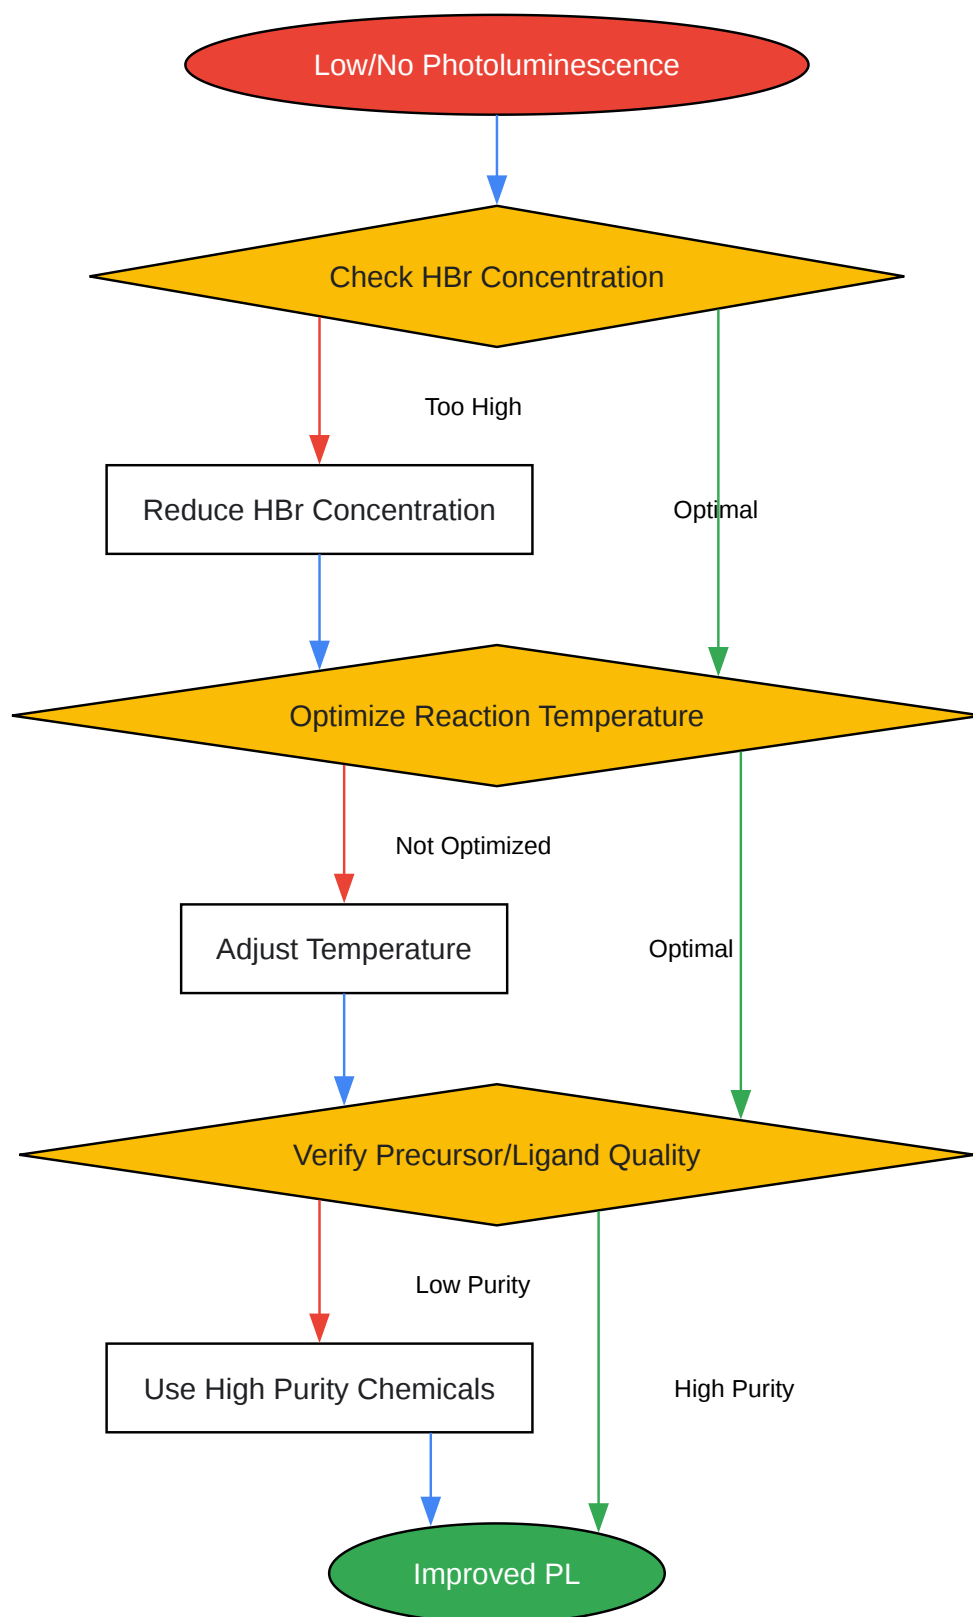 Low/No Photoluminescence
Check HBr Concentration
Too High
Reduce HBr Concentration
Optimal
Optimize Reaction Temperature
Not Optimized
Adjust Temperature
Optimal
Verify Precursor/Ligand Quality
Low Purity
Use High Purity Chemicals
High Purity
Improved PL